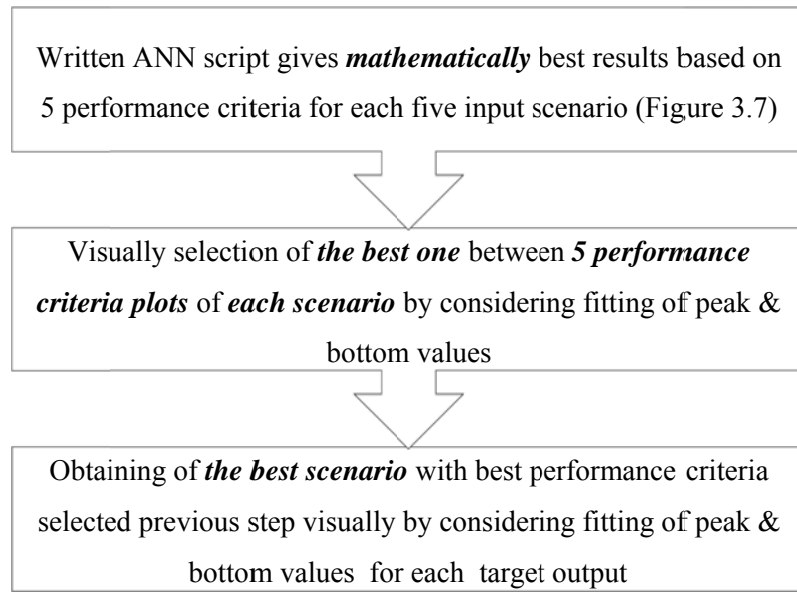 Written ANN script gives mathematically best results based on
5 performance criteria for each five input scenario (Figure 3.7)
Visually selection of the best one between 5 performance
criteria plots of each scenario by considering fitting of peak &
bottom values
Obtaining of the best scenario with best performance criteria
selected previous step visually by considering fitting of peak &
bottom values for each target output